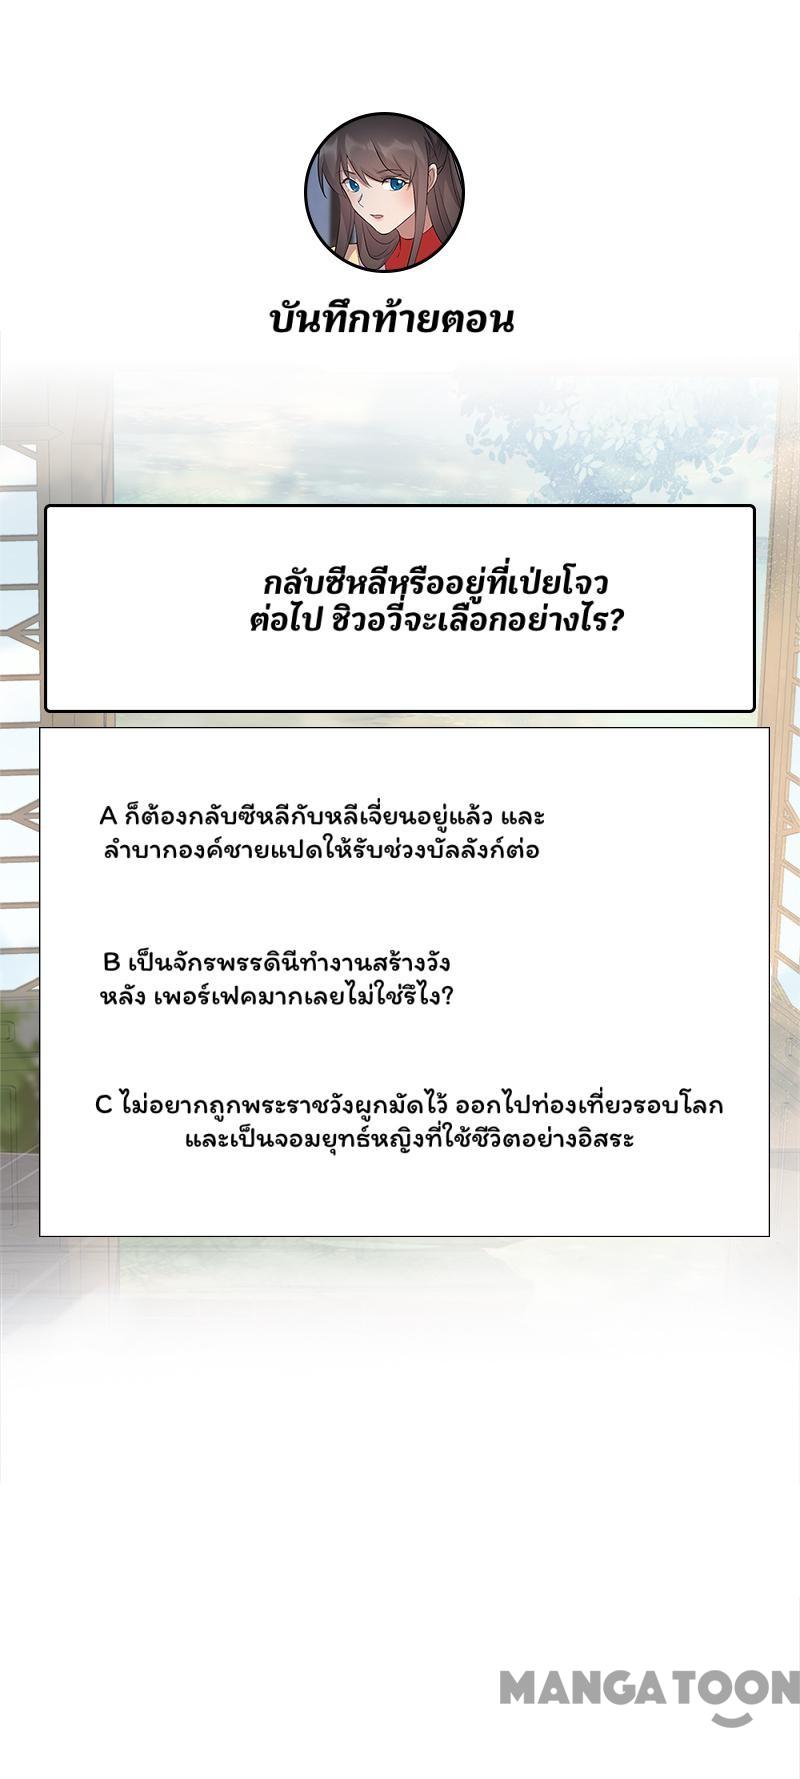 บันทึกท้ายตอน
กลับซีหลีหรืออยู่ที่เป่ยโจว
ต่อไป ชิวอวี่จะเลือกอย่างไร?
A ก็ต้องกลับซีหลีกับหลีเจี่ยนอยู่แล้ว และ
ลำบากองค์ชายแปดให้รับช่วงบัลลังก์ต่อ
B เป็นจักรพรรดินีทำงานสร้างวัง
หลัง เพอร์เฟคมากเลยไม่ใช่รึไง?
C ไม่อยากถูกพระราชวังผูกมัดไว้ ออกไปท่องเที่ยวรอบโลก
และเป็นจอมยุทธ์หญิงที่ใช้ชีวิตอย่างอิสระ
MANGATOON